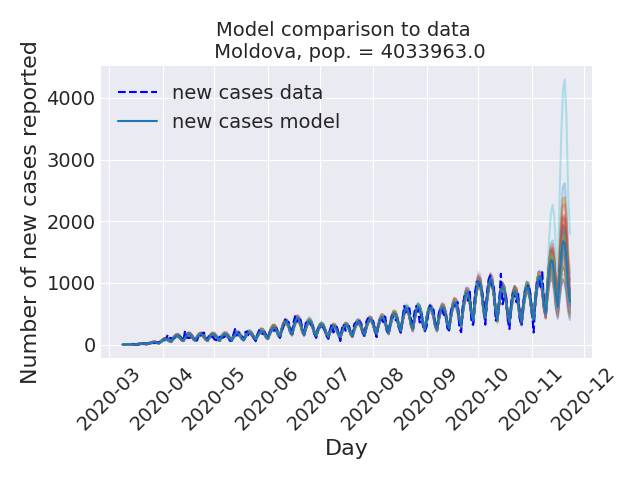 Model comparison to data
Moldova, pop. = 4033963.0
new cases data
new cases model
Number of new cases reported
4000
3000
2000
1000
0
2020-03
2020-04
2020-05
2020-06
2020-07
2020-08
2020-09
2020-10
2020-11
2020-12
Day